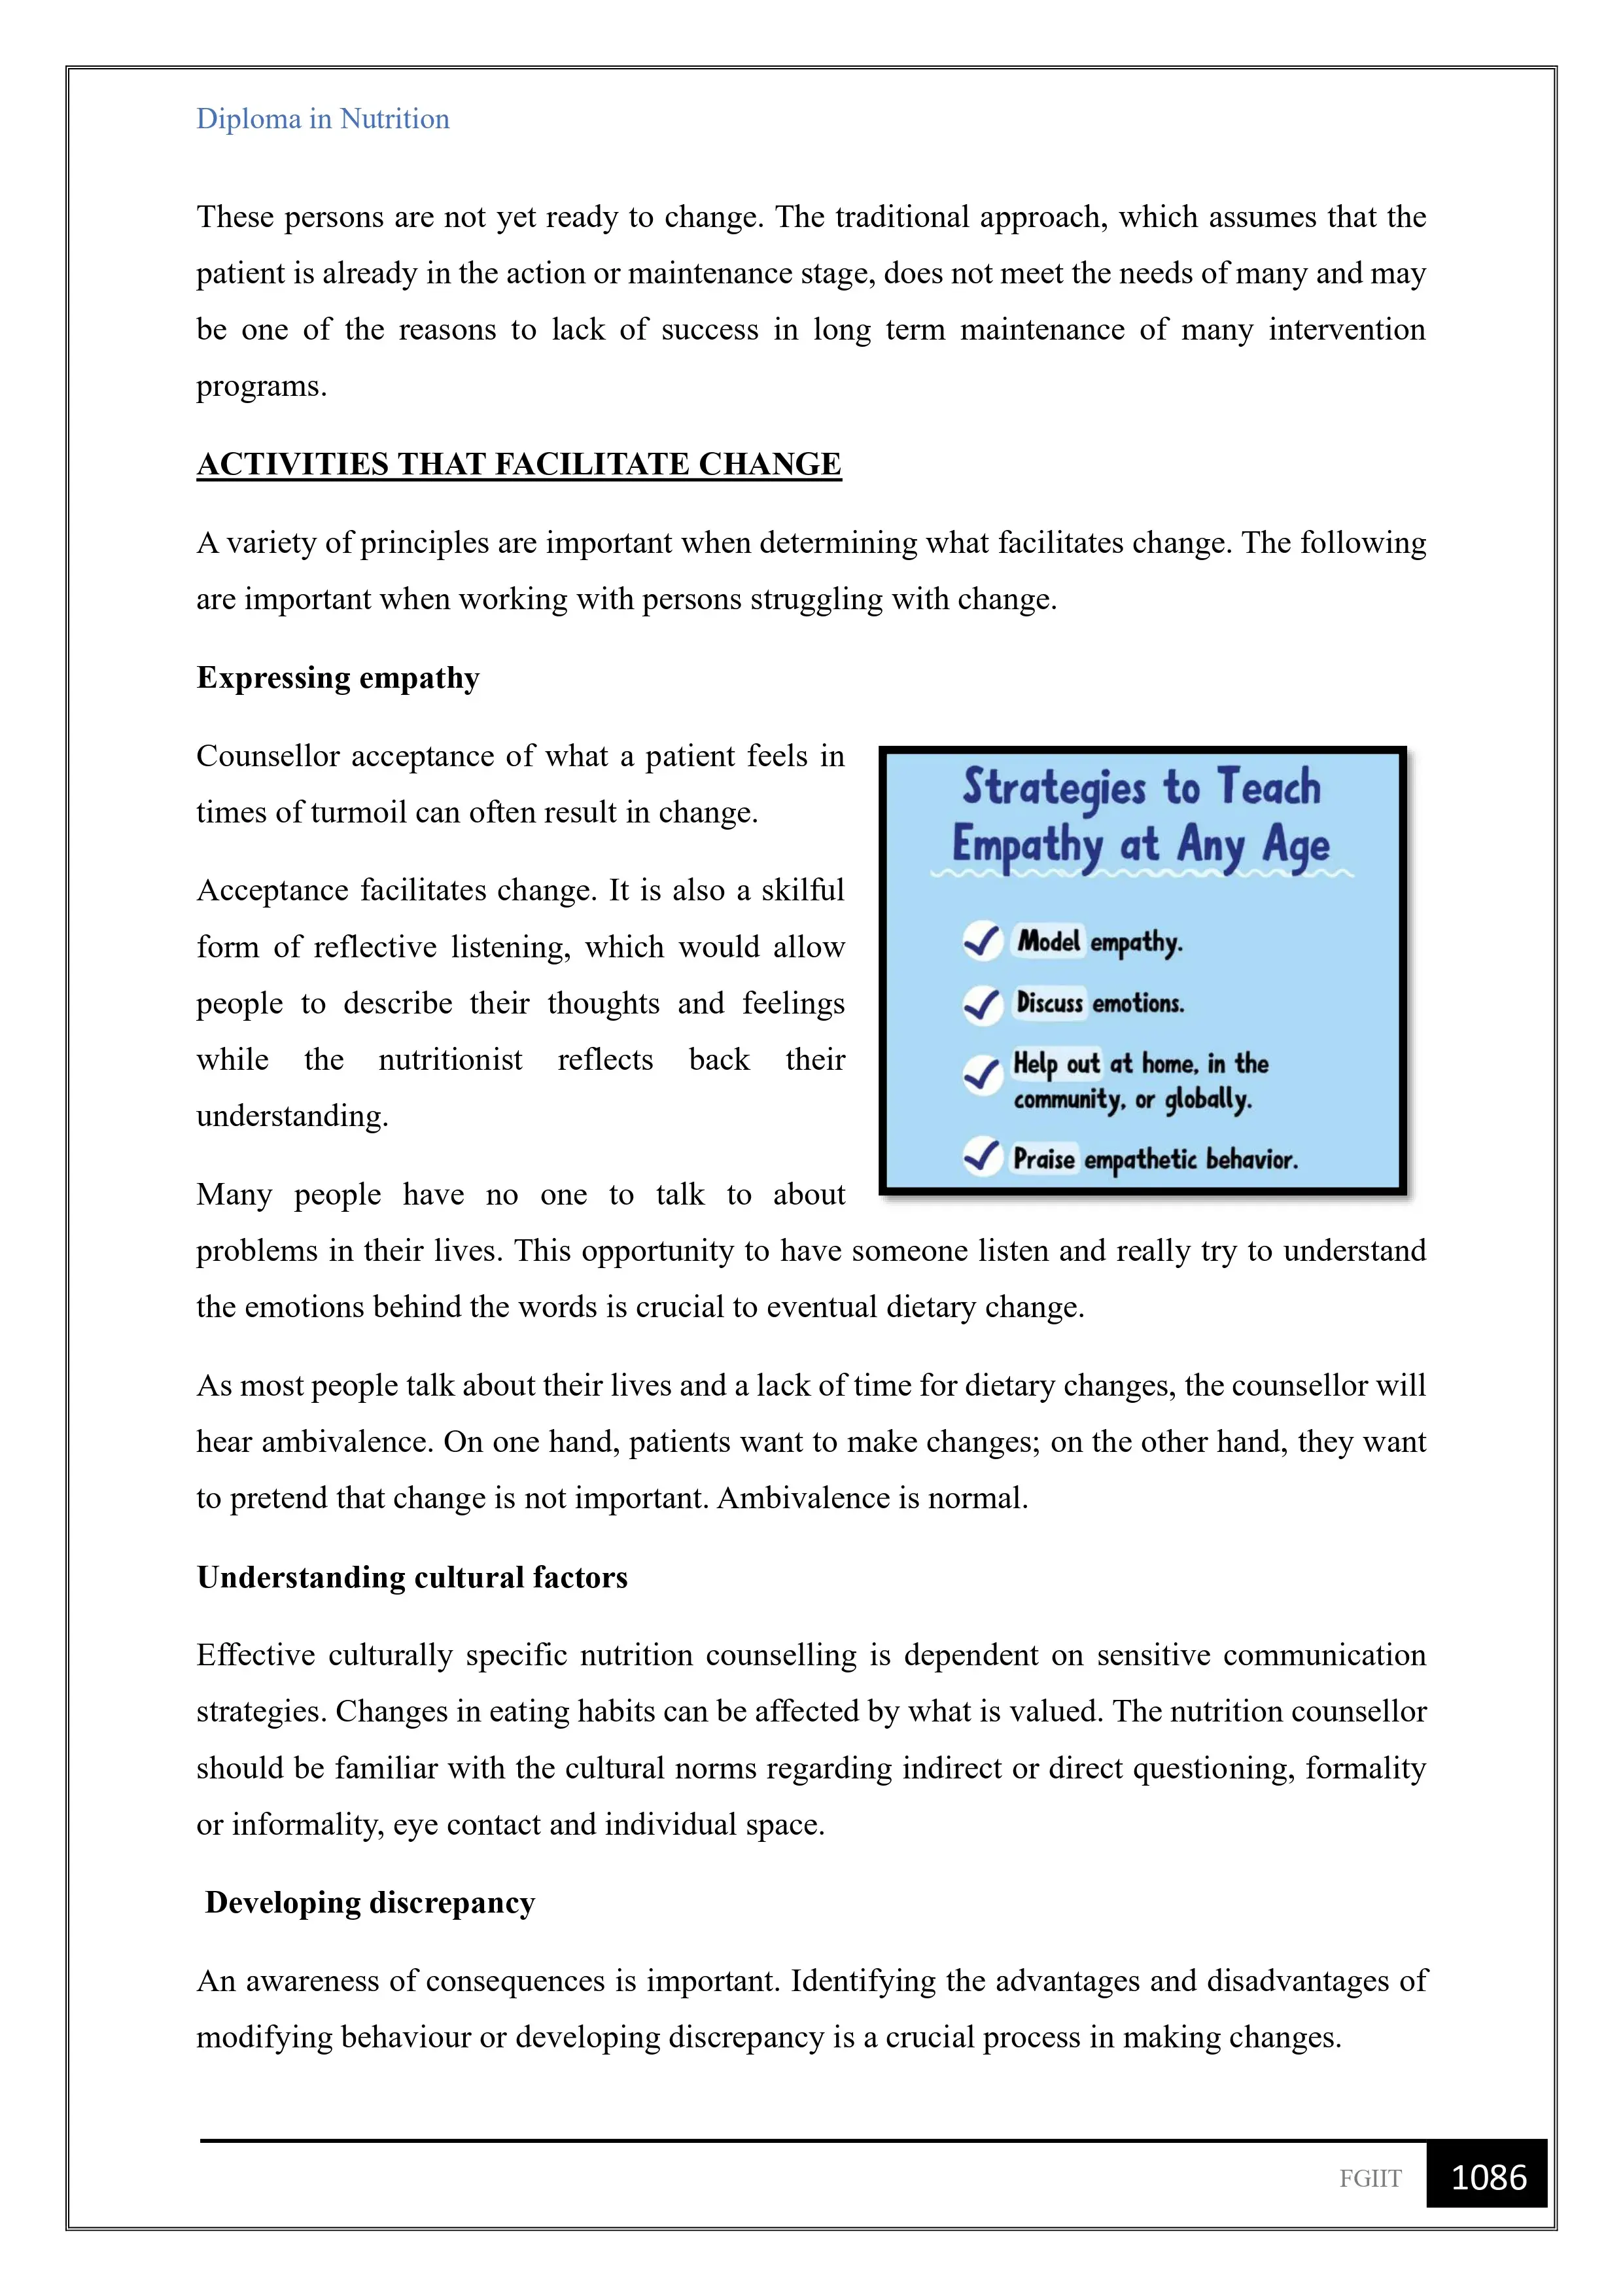 Diploma in Nutrition
These persons are not yet ready to change. The traditional approach, which assumes that the
patient is already in the action or maintenance stage, does not meet the needs of many and may
be one of the reasons to lack of success in long term maintenance of many intervention
programs.
ACTIVITIES THAT FACILITATE CHANGE
A variety of principles are important when determining what facilitates change. The following
are important when working with persons struggling with change.
Expressing empathy
Counsellor acceptance of what a patient feels in
times of turmoil can often result in change.
Acceptance facilitates change. It is also a skilful
form of reflective listening, which would allow
people to describe their thoughts and feelings
while the nutritionist reflects back their
understanding.
Strategies to Teach
Empathy at Any Age
Model empathy.
Discuss emotions.
Help out at home, in the
community, or globally.
Praise empathetic behavior.
Many people have no one to talk to about
problems in their lives. This opportunity to have someone listen and really try to understand
the emotions behind the words is crucial to eventual dietary change.
As most people talk about their lives and a lack of time for dietary changes, the counsellor will
hear ambivalence. On one hand, patients want to make changes; on the other hand, they want
to pretend that change is not important. Ambivalence is normal.
Understanding cultural factors
Effective culturally specific nutrition counselling is dependent on sensitive communication
strategies. Changes in eating habits can be affected by what is valued. The nutrition counsellor
should be familiar with the cultural norms regarding indirect or direct questioning, formality
or informality, eye contact and individual space.
Developing discrepancy
An awareness of consequences is important. Identifying the advantages and disadvantages of
modifying behaviour or developing discrepancy is a crucial process in making changes.
FGIIT 1086